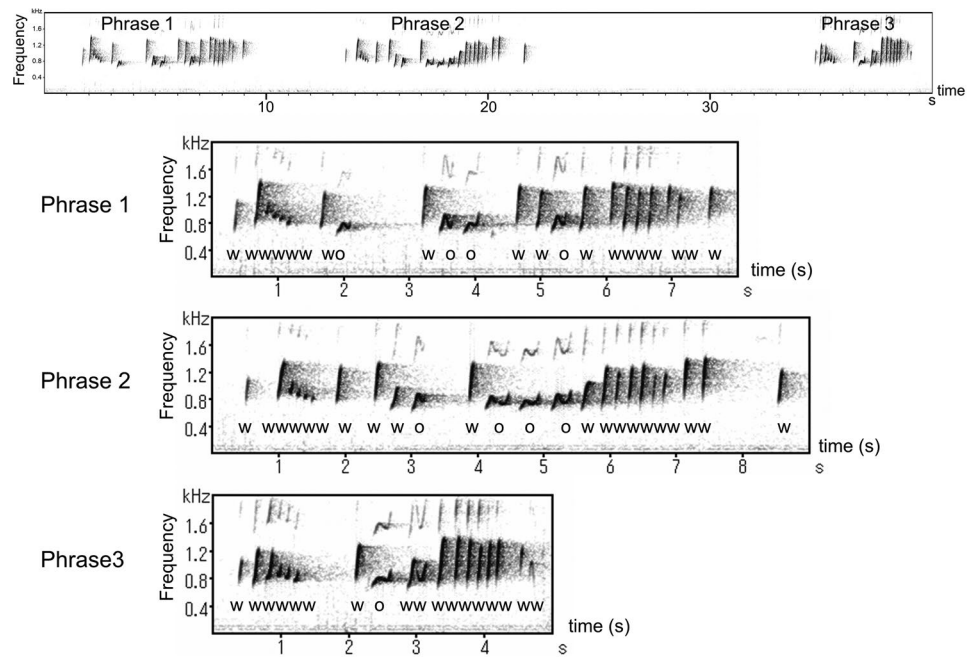 Phrase 1 Phrase 2 Phrase 3
Frequency
1.6
1.2
0.8
0.4
10 20 30 s time
kHz
Phrase 1
Frequency
1.6
1.2
0.8
0.4
w wwwww wo w o o w w o w wwww ww w
time (s)
1 2 3 4 5 6 7 s
kHz
Phrase 2
Frequency
1.6
1.2
0.8
0.4
w wwwww w w w o w o o o w wwwwww ww w
time (s)
1 2 3 4 5 6 7 8 s
kHz
Phrase3
Frequency
1.6
1.2
0.8
0.4
w wwwww w o ww wwwwww ww
time (s)
1 2 3 4 s